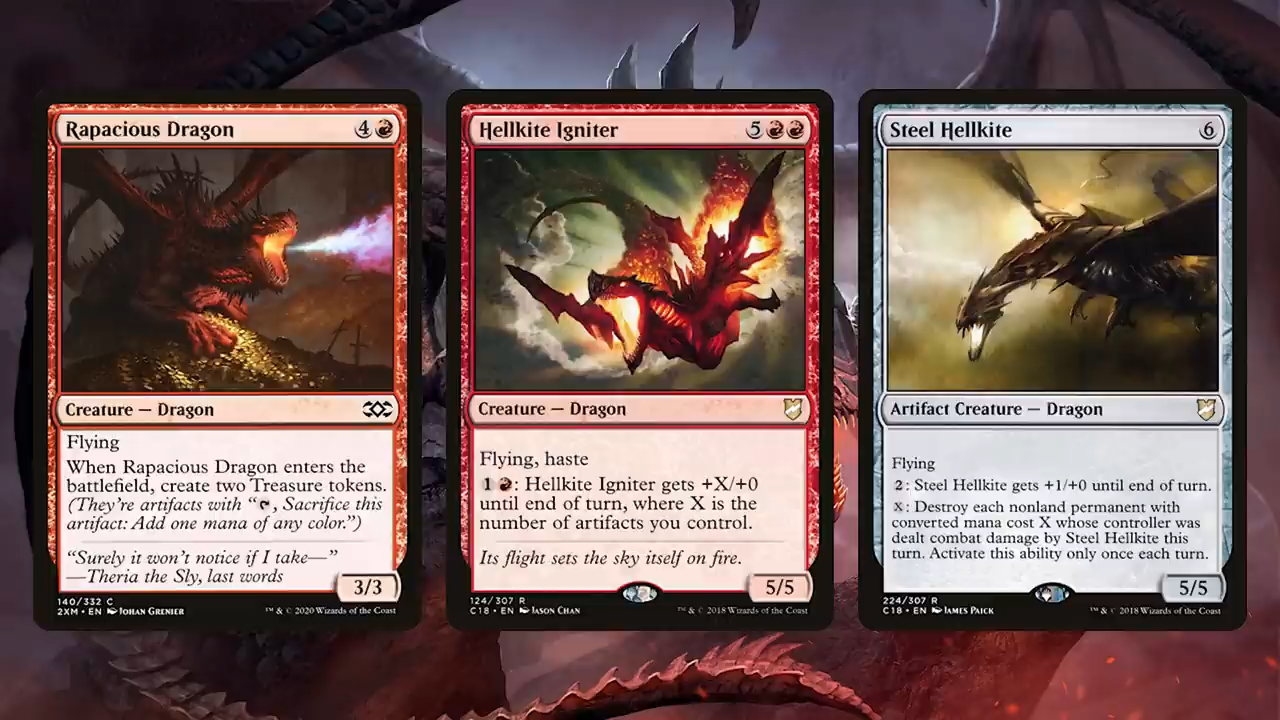 Rapacious Dragon 4
Creature — Dragon
Flying
When Rapacious Dragon enters the
battlefield, create two Treasure tokens.
(They're artifacts with “, Sacrifice this
artifact: Add one mana of any color.”)
“Surely it won't notice if I take—”
—Theria the Sly, last words
3/3
140/332 C
2XM • EN Johan Grenier
™ & © 2020 Wizards of the Coast
Hellkite Igniter 5
Creature — Dragon
Flying, haste
1 : Hellkite Igniter gets +X/+0
until end of turn, where X is the
number of artifacts you control.
Its flight sets the sky itself on fire.
5/5
124/307 R
C18 • EN Jason Chan
™ & © 2018 Wizards of the Coast
Steel Hellkite 6
Artifact Creature — Dragon
Flying
2: Steel Hellkite gets +1/+0 until end of turn.
X: Destroy each nonland permanent with
converted mana cost X whose controller was
dealt combat damage by Steel Hellkite this
turn. Activate this ability only once each turn.
5/5
224/307 R
C18 • EN James Paick
™ & © 2018 Wizards of the Coast